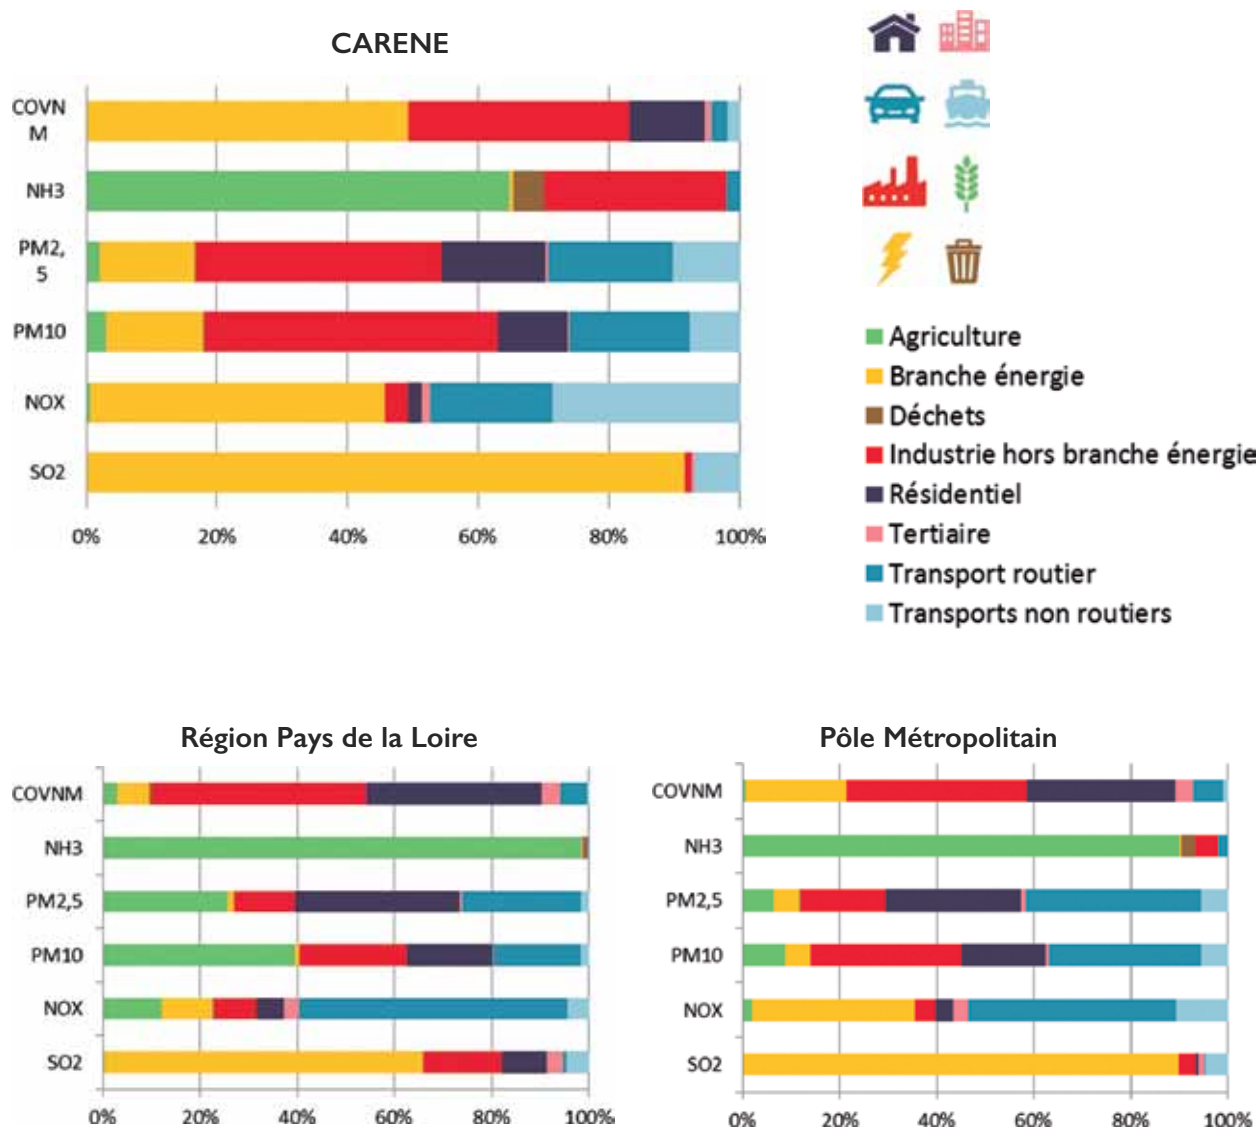 CARENE
COVN
M
NH3
PM2,
5
PM10
NOX
SO2
0% 20% 40% 60% 80% 100%
Agriculture
Branche énergie
Déchets
Industrie hors branche énergie
Résidentiel
Tertiaire
Transport routier
Transports non routiers
Région Pays de la Loire
COVNM
NH3
PM2,5
PM10
NOX
SO2
0% 20% 40% 60% 80% 100%
Pôle Métropolitain
COVNM
NH3
PM2,5
PM10
NOX
SO2
0% 20% 40% 60% 80% 100%